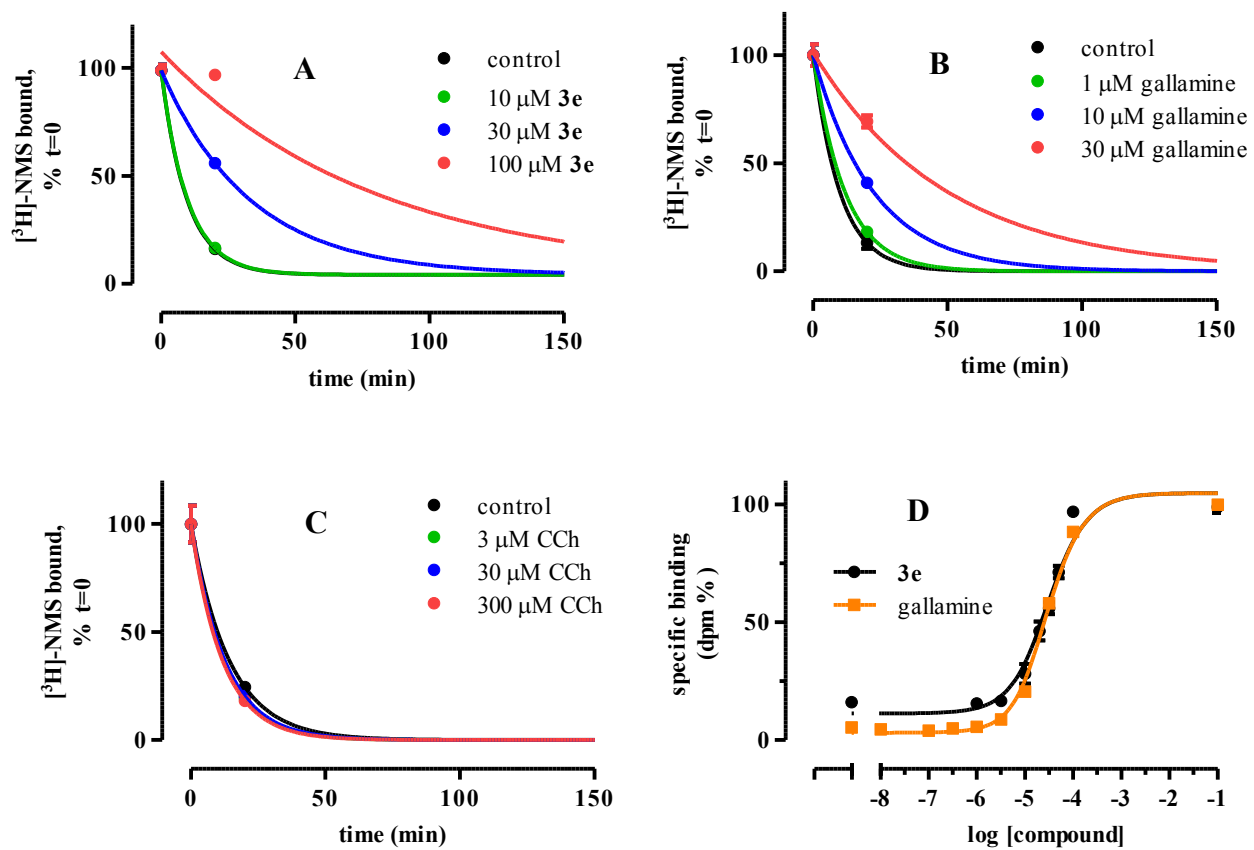 A
control
10 μM 3e
30 μM 3e
100 μM 3e
[³H]-NMS bound,
% t=0
100
50
0
0 50 100 150
time (min)
B
control
1 μM gallamine
10 μM gallamine
30 μM gallamine
[³H]-NMS bound,
% t=0
100
50
0
0 50 100 150
time (min)
C
control
3 μM CCh
30 μM CCh
300 μM CCh
[³H]-NMS bound,
% t=0
100
50
0
0 50 100 150
time (min)
D
3e
gallamine
specific binding
(dpm %)
100
50
0
-8 -7 -6 -5 -4 -3 -2 -1
log [compound]